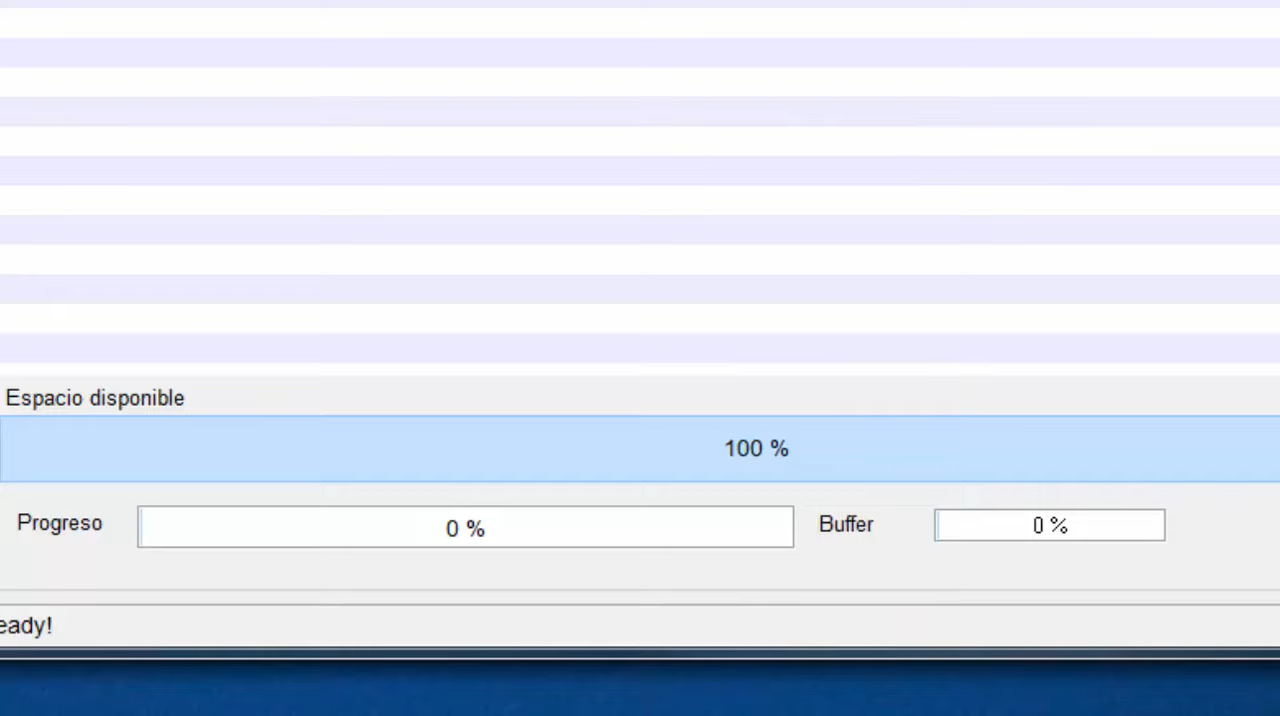 Espacio disponible
100 %
Progreso 0 % Buffer 0 %
eady!